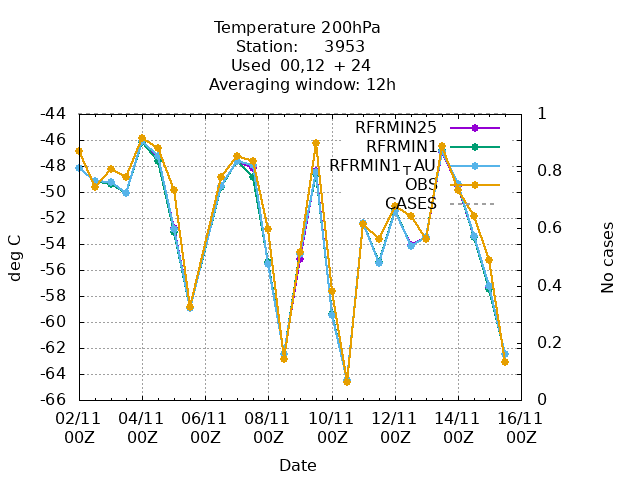 Temperature 200hPa
Station: 3953
Used 00,12 + 24
Averaging window: 12h
-44
-46
-48
-50
-52
-54
-56
-58
-60
-62
-64
-66
deg C
1
0.8
0.6
0.4
0.2
0
No cases
RFRMIN25
RFRMIN1
RFRMIN1_TAU
OBS
CASES
02/11 04/11 06/11 08/11 10/11 12/11 14/11 16/11
00Z 00Z 00Z 00Z 00Z 00Z 00Z 00Z
Date